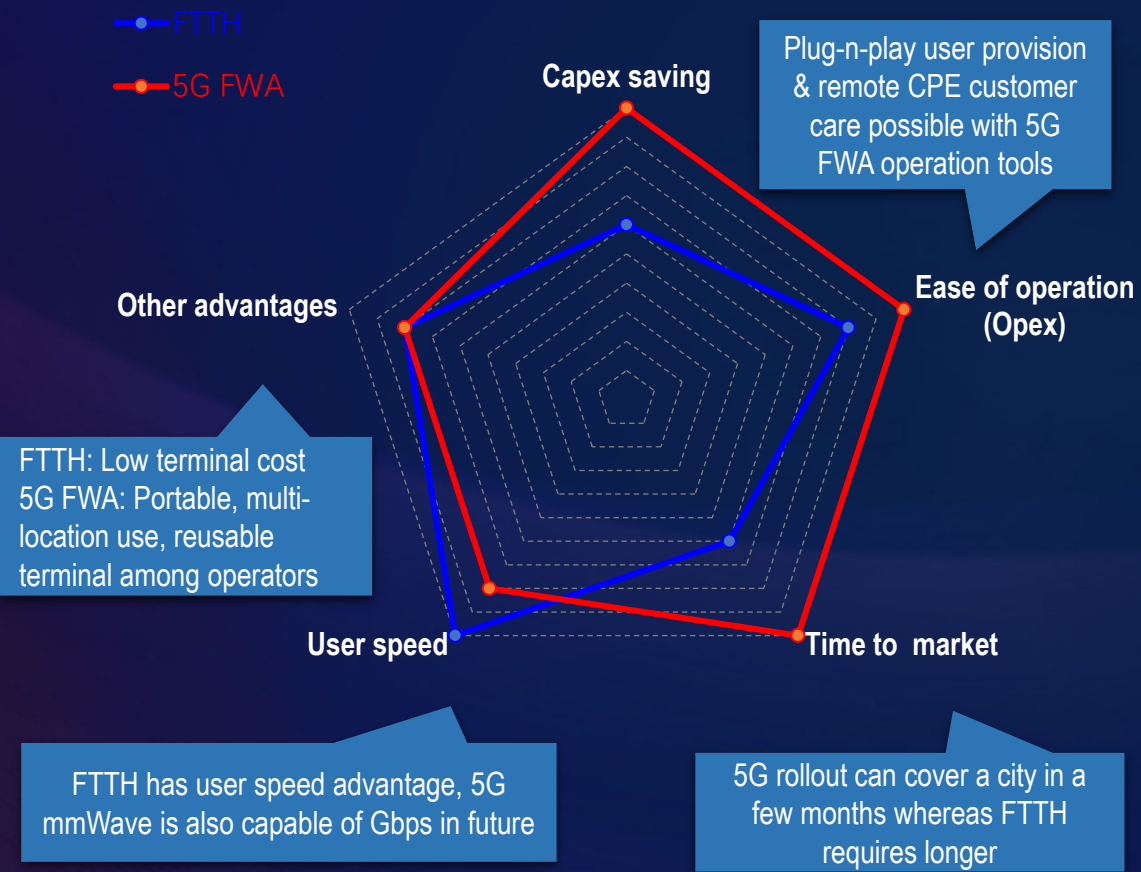 FTTH
5G FWA
Capex saving
Plug-n-play user provision
& remote CPE customer
care possible with 5G
FWA operation tools
Other advantages
Ease of operation
(Opex)
FTTH: Low terminal cost
5G FWA: Portable, multi-
location use, reusable
terminal among operators
User speed
Time to  market
FTTH has user speed advantage, 5G
mmWave is also capable of Gbps in future
5G rollout can cover a city in a
few months whereas FTTH
requires longer